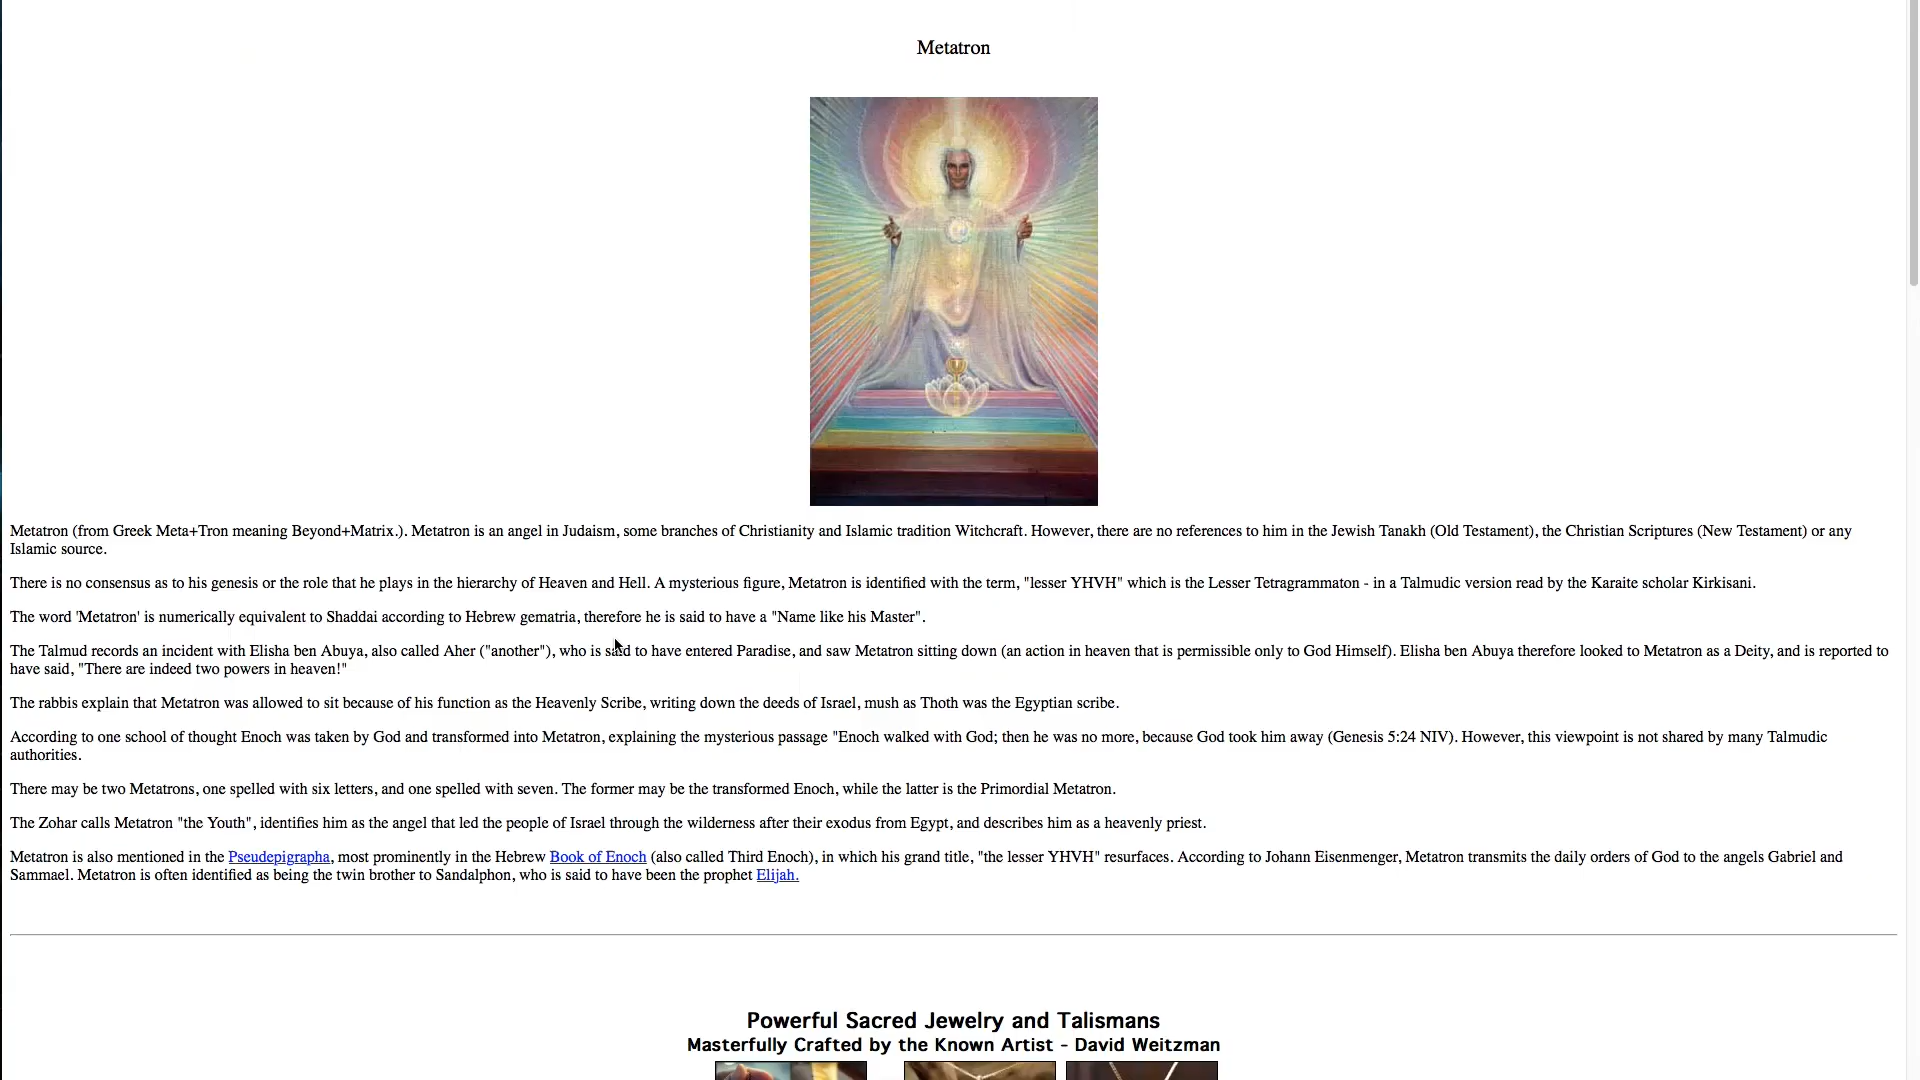 Metatron
Metatron (from Greek Meta+Tron meaning Beyond+Matrix.). Metatron is an angel in Judaism, some branches of Christianity and Islamic tradition Witchcraft. However, there are no references to him in the Jewish Tanakh (Old Testament), the Christian Scriptures (New Testament) or any
Islamic source.
There is no consensus as to his genesis or the role that he plays in the hierarchy of Heaven and Hell. A mysterious figure, Metatron is identified with the term, "lesser YHVH" which is the Lesser Tetragrammaton - in a Talmudic version read by the Karaite scholar Kirkisani.
The word 'Metatron' is numerically equivalent to Shaddai according to Hebrew gematria, therefore he is said to have a "Name like his Master".
The Talmud records an incident with Elisha ben Abuya, also called Aher ("another"), who is said to have entered Paradise, and saw Metatron sitting down (an action in heaven that is permissible only to God Himself). Elisha ben Abuya therefore looked to Metatron as a Deity, and is reported to
have said, "There are indeed two powers in heaven!"
The rabbis explain that Metatron was allowed to sit because of his function as the Heavenly Scribe, writing down the deeds of Israel, mush as Thoth was the Egyptian scribe.
According to one school of thought Enoch was taken by God and transformed into Metatron, explaining the mysterious passage "Enoch walked with God; then he was no more, because God took him away (Genesis 5:24 NIV). However, this viewpoint is not shared by many Talmudic
authorities.
There may be two Metatrons, one spelled with six letters, and one spelled with seven. The former may be the transformed Enoch, while the latter is the Primordial Metatron.
The Zohar calls Metatron "the Youth", identifies him as the angel that led the people of Israel through the wilderness after their exodus from Egypt, and describes him as a heavenly priest.
Metatron is also mentioned in the Pseudepigrapha, most prominently in the Hebrew Book of Enoch (also called Third Enoch), in which his grand title, "the lesser YHVH" resurfaces. According to Johann Eisenmenger, Metatron transmits the daily orders of God to the angels Gabriel and
Sammael. Metatron is often identified as being the twin brother to Sandalphon, who is said to have been the prophet Elijah.
Powerful Sacred Jewelry and Talismans
Masterfully Crafted by the Known Artist - David Weitzman